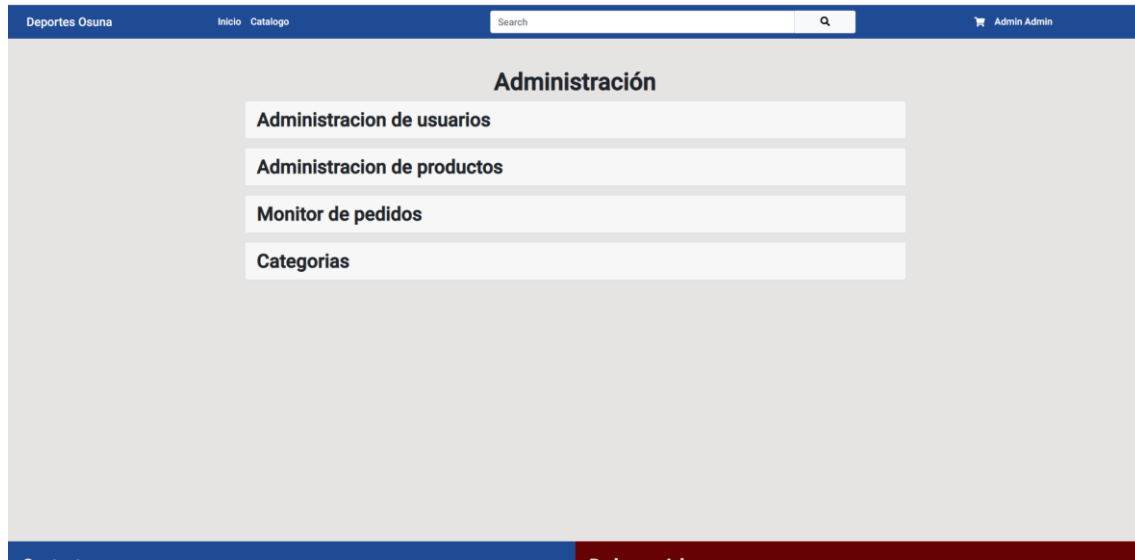 Deportes Osuna Inicio Catalogo Search Admin Admin
Administración
Administracion de usuarios
Administracion de productos
Monitor de pedidos
Categorias